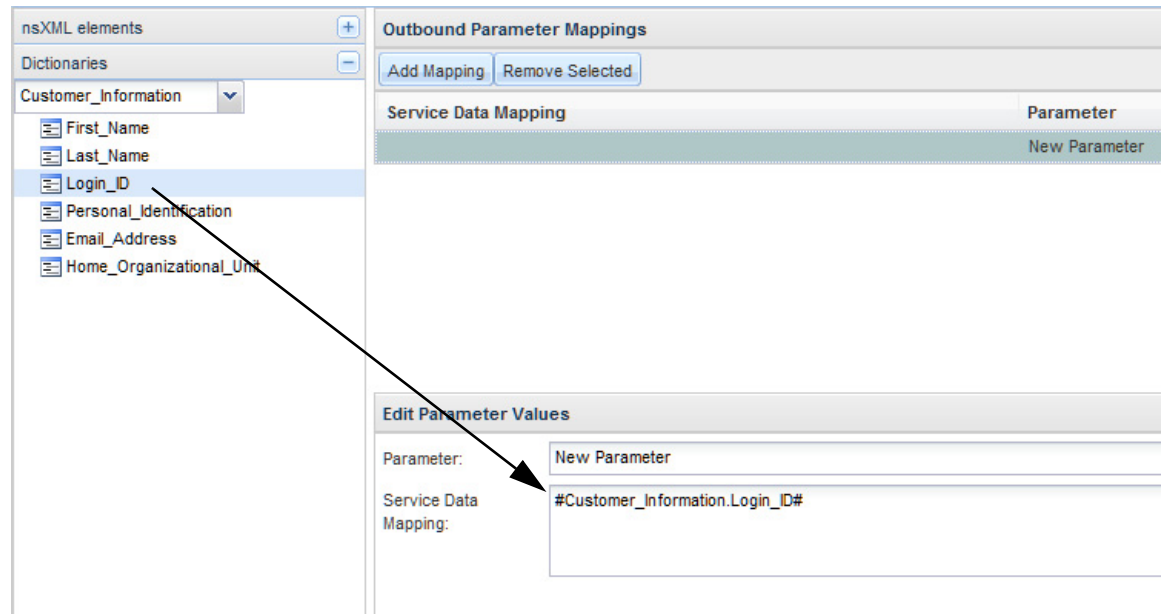 nsXML elements
Dictionaries
Customer_Information
First_Name
Last_Name
Login_ID
Personal_Identification
Email_Address
Home_Organizational_Unit
Outbound Parameter Mappings
Add Mapping Remove Selected
Service Data Mapping Parameter
New Parameter
Edit Parameter Values
Parameter: New Parameter
Service Data #Customer_Information.Login_ID#
Mapping: